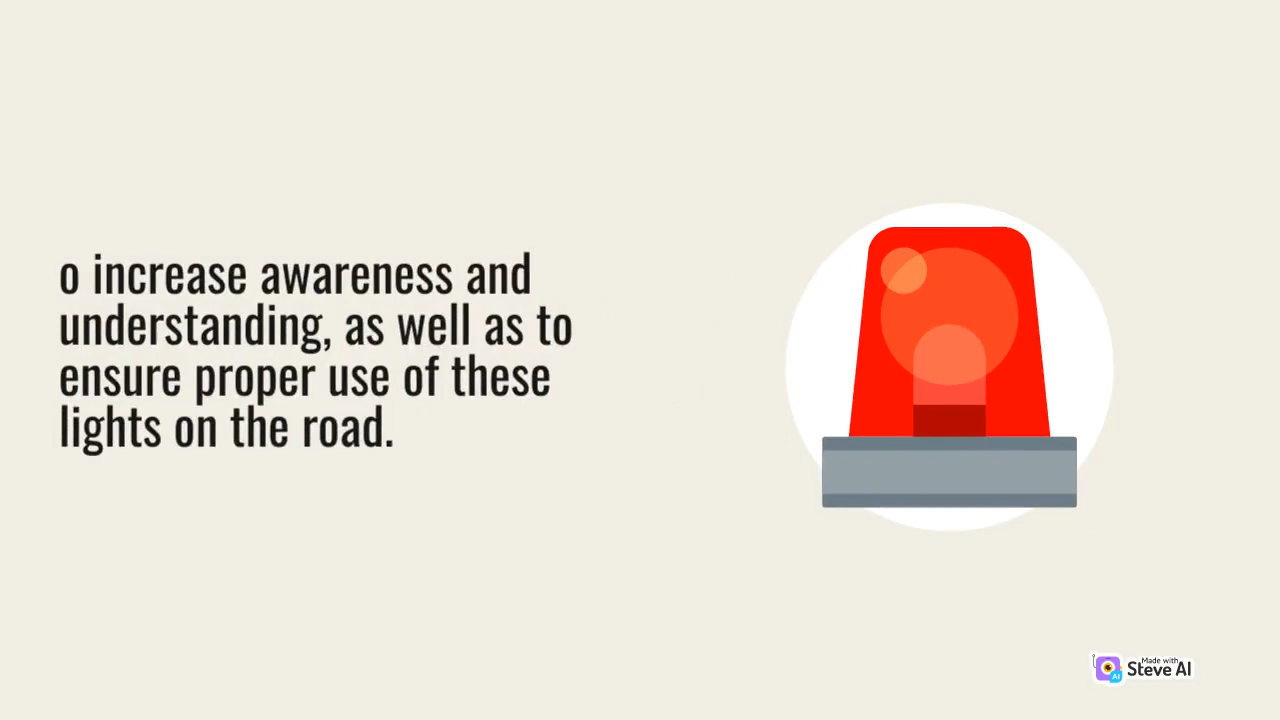 o increase awareness and
understanding, as well as to
ensure proper use of these
lights on the road.
Made with
Steve AI
AI